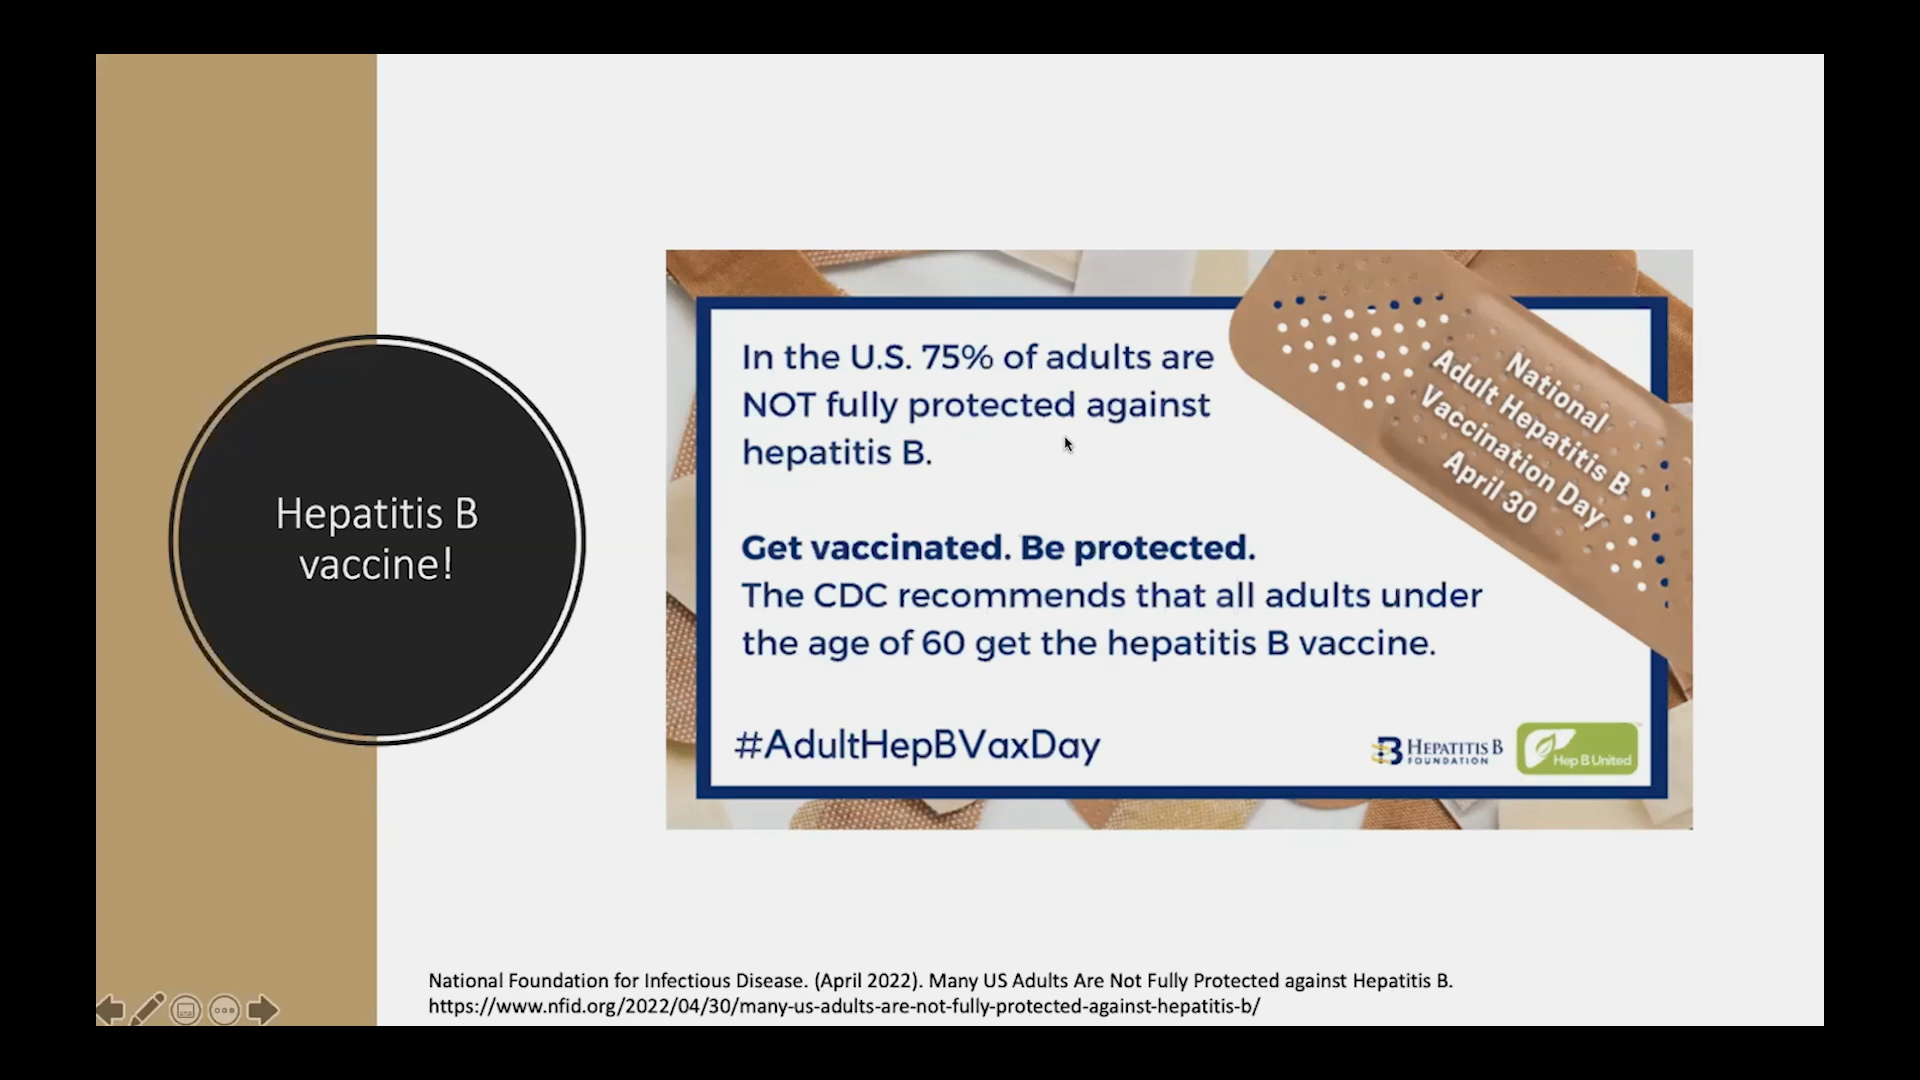 Hepatitis B
vaccine!
In the U.S. 75% of adults are
NOT fully protected against
hepatitis B.
Get vaccinated. Be protected.
The CDC recommends that all adults under
the age of 60 get the hepatitis B vaccine.
#AdultHepBVaxDay
National
Adult Hepatitis B
Vaccination Day
April 30
B HEPATITIS B
FOUNDATION
Hep B United
National Foundation for Infectious Disease. (April 2022). Many US Adults Are Not Fully Protected against Hepatitis B.
https://www.nfid.org/2022/04/30/many-us-adults-are-not-fully-protected-against-hepatitis-b/